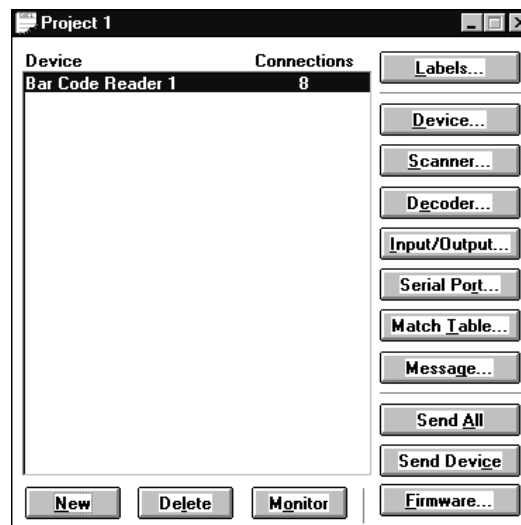 Project 1
Device Connections
Bar Code Reader 1 8
Labels...
Device...
Scanner...
Decoder...
Input/Output...
Serial Port...
Match Table...
Message...
Send All
Send Device
Firmware...
New Delete Monitor